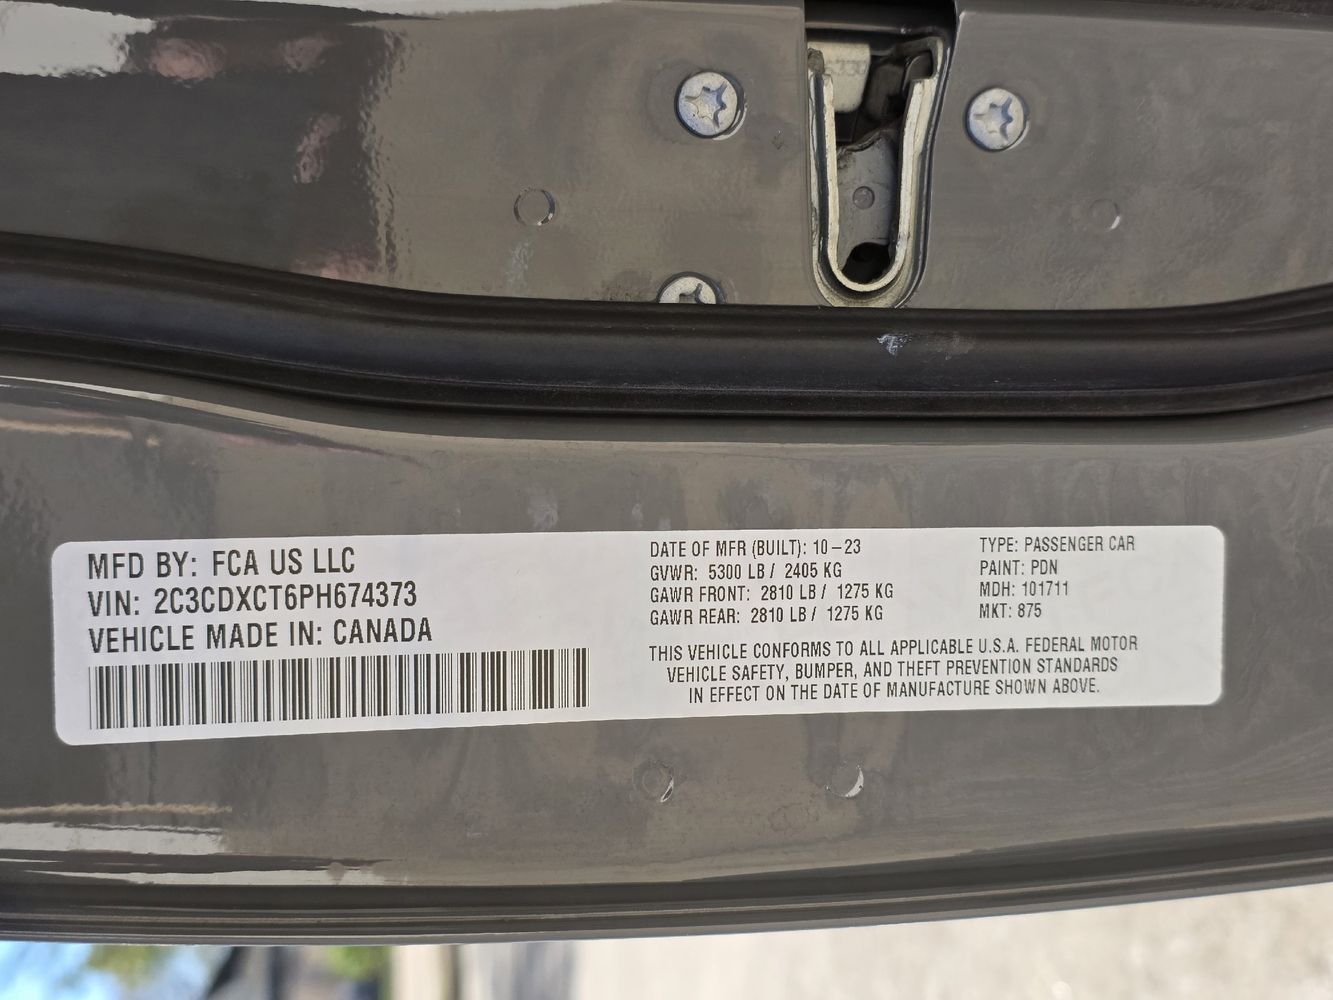 MFD BY: FCA US LLC
VIN: 2C3CDXCT6PH674373
VEHICLE MADE IN: CANADA
DATE OF MFR (BUILT): 10-23
GVWR: 5300 LB / 2405 KG
GAWR FRONT: 2810 LB / 1275 KG
GAWR REAR: 2810 LB / 1275 KG
TYPE: PASSENGER CAR
PAINT: PDN
MDH: 101711
MKT: 875
THIS VEHICLE CONFORMS TO ALL APPLICABLE U.S.A. FEDERAL MOTOR
VEHICLE SAFETY, BUMPER, AND THEFT PREVENTION STANDARDS
IN EFFECT ON THE DATE OF MANUFACTURE SHOWN ABOVE.